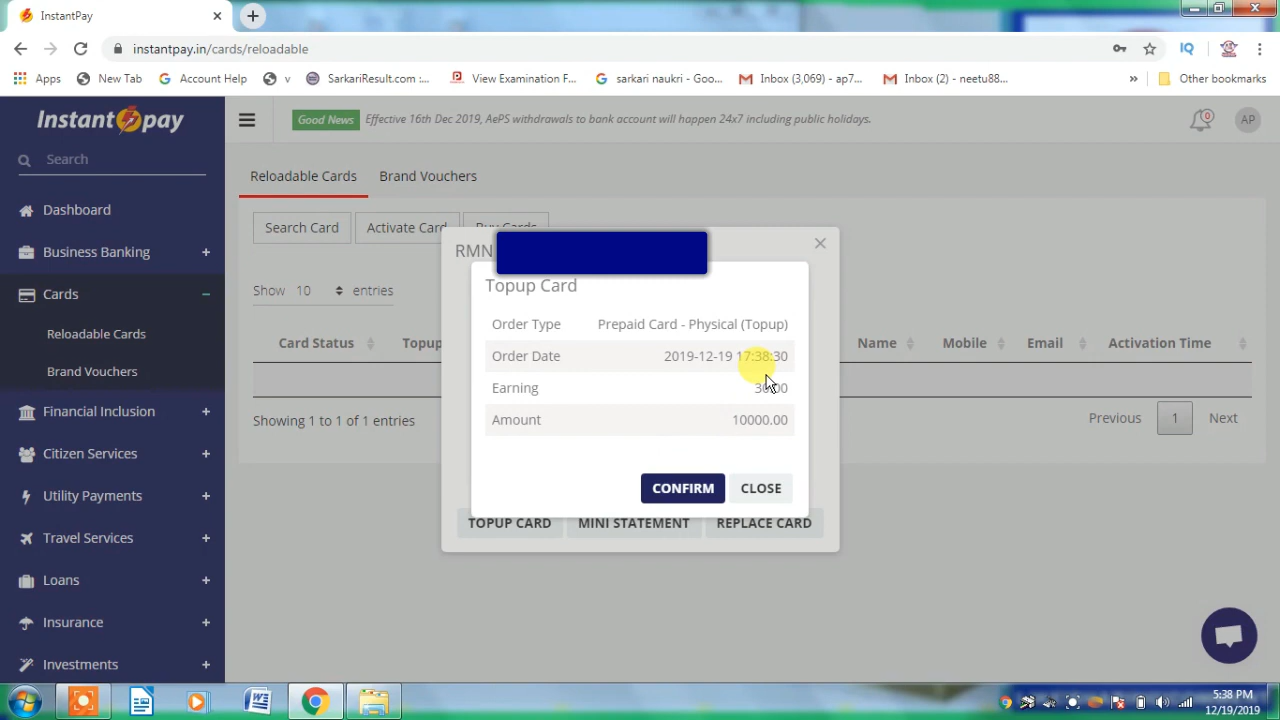 InstantPay
instantpay.in/cards/reloadable
Apps
New Tab
Account Help
v
SarkariResult.com :...
View Examination F...
sarkari naukri - Goo...
Inbox (3,069) - ap7...
Inbox (2) - neetu88...
»
Other bookmarks
Instant pay
Good News
Effective 16th Dec 2019, AePS withdrawals to bank account will happen 24x7 including public holidays.
0
AP
Search
Dashboard
Business Banking +
Cards –
Reloadable Cards
Brand Vouchers
Financial Inclusion +
Citizen Services +
Utility Payments +
Travel Services +
Loans +
Insurance +
Investments +
Reloadable Cards
Brand Vouchers
Search Card
Activate Card
Buy Cards
Show 10 entries
Card Status
Topup
Name
Mobile
Email
Activation Time
Showing 1 to 1 of 1 entries
Previous
1
Next
RMN
Topup Card
Order Type Prepaid Card - Physical (Topup)
Order Date 2019-12-19 17:38:30
Earning
Amount 10000.00
CONFIRM
CLOSE
TOPUP CARD
MINI STATEMENT
REPLACE CARD
5:38 PM
12/19/2019